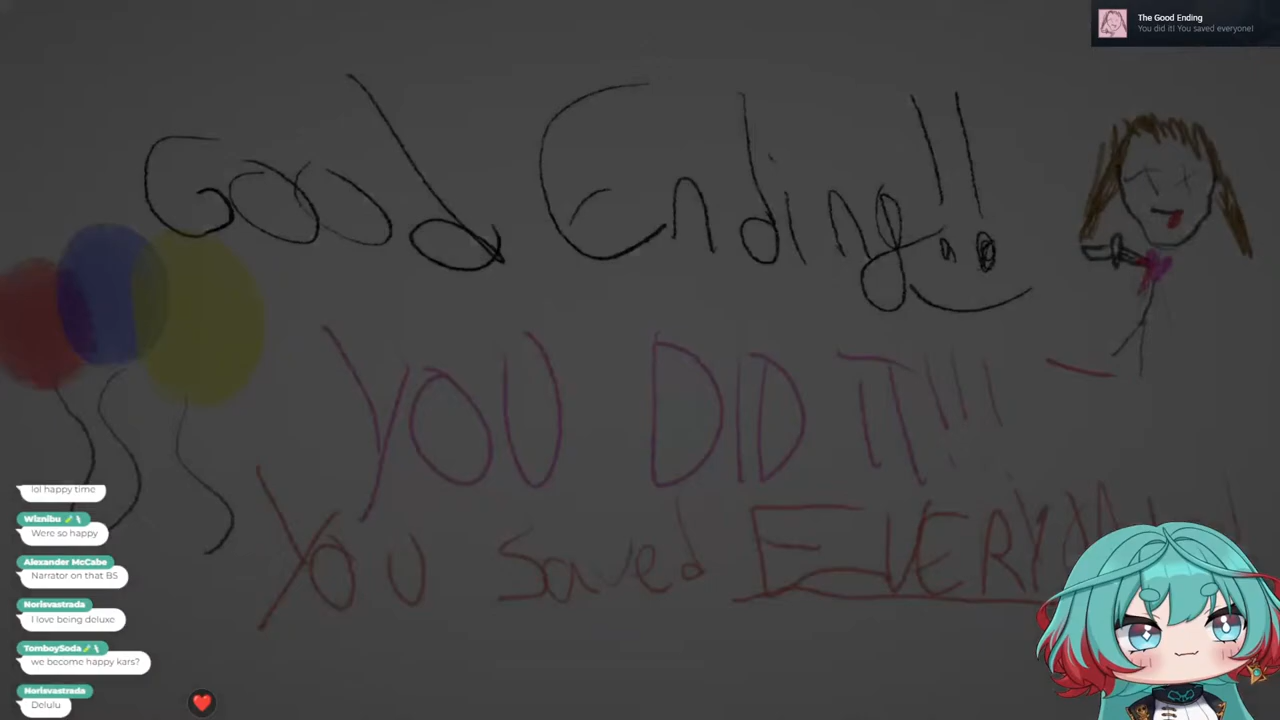 The Good Ending
You did it! You saved everyone!
Good Ending!!
YOU DID IT!!!
You saved
lol happy time
Wiznibu
Were so happy
Alexander McCabe
Narrator on that BS
Norisvastrada
I love being deluxe
TomboySoda
we become happy kars?
Norisvastrada
Delulu